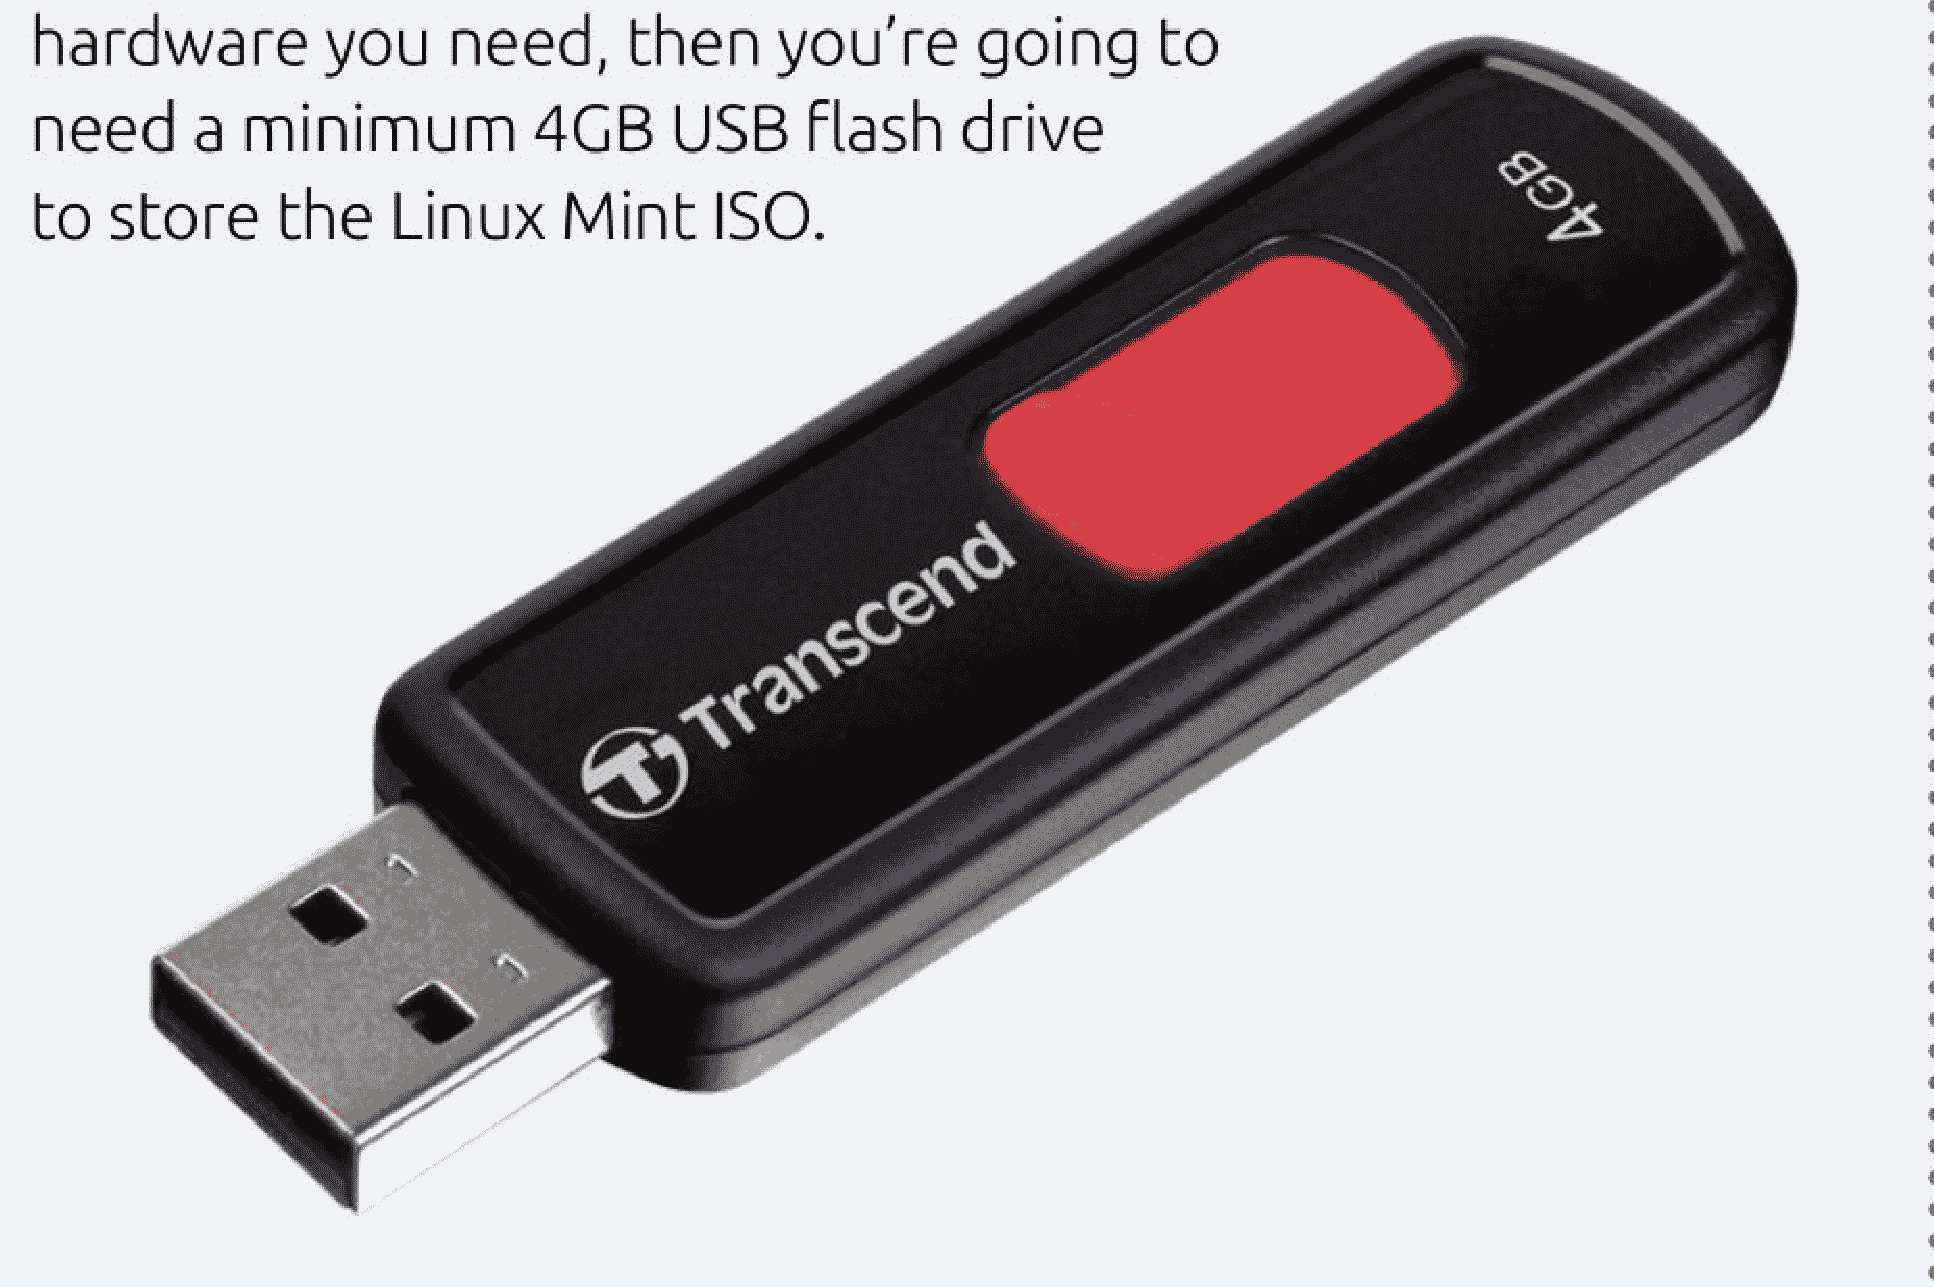 hardware you need, then you’re going to
need a minimum 4GB USB flash drive
to store the Linux Mint ISO.
4GB
Transcend